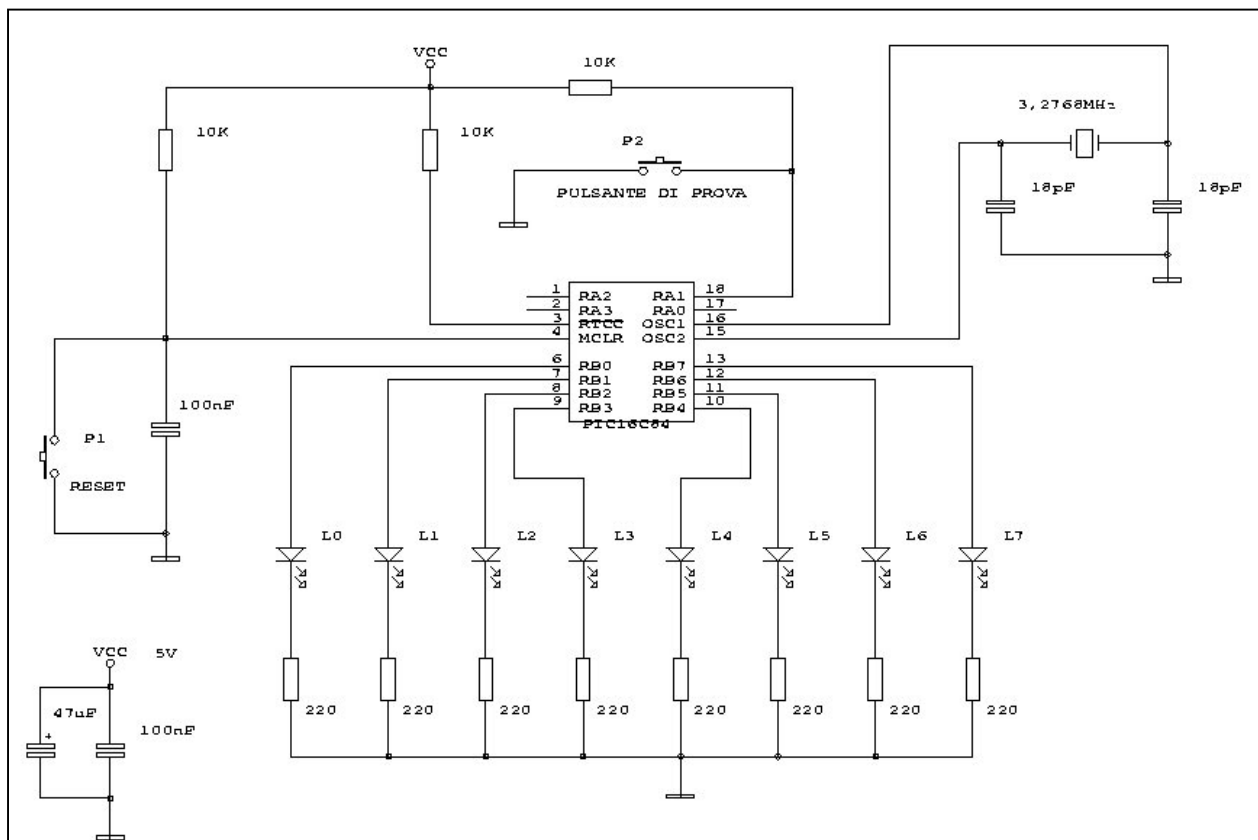 VCC
10K
3,2768MHz
10K
10K
P2
PULSANTE DI PROVA
18pF
18pF
1 RA2 RA1 18
2 RA3 RA0 17
3 RTCC OSC1 16
4 MCLR OSC2 15
6 RB0 RB7 13
7 RB1 RB6 12
8 RB2 RB5 11
9 RB3 RB4 10
PIC16C84
100nF
P1
RESET
L0 L1 L2 L3 L4 L5 L6 L7
VCC 5V
220 220 220 220 220 220 220 220
47uF
+
100nF